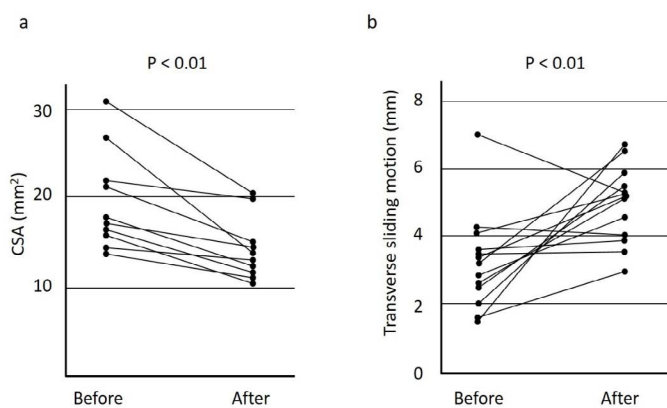 a
P < 0.01
30
20
10
CSA (mm²)
Before After
b
P < 0.01
8
6
4
2
0
Transverse sliding motion (mm)
Before After